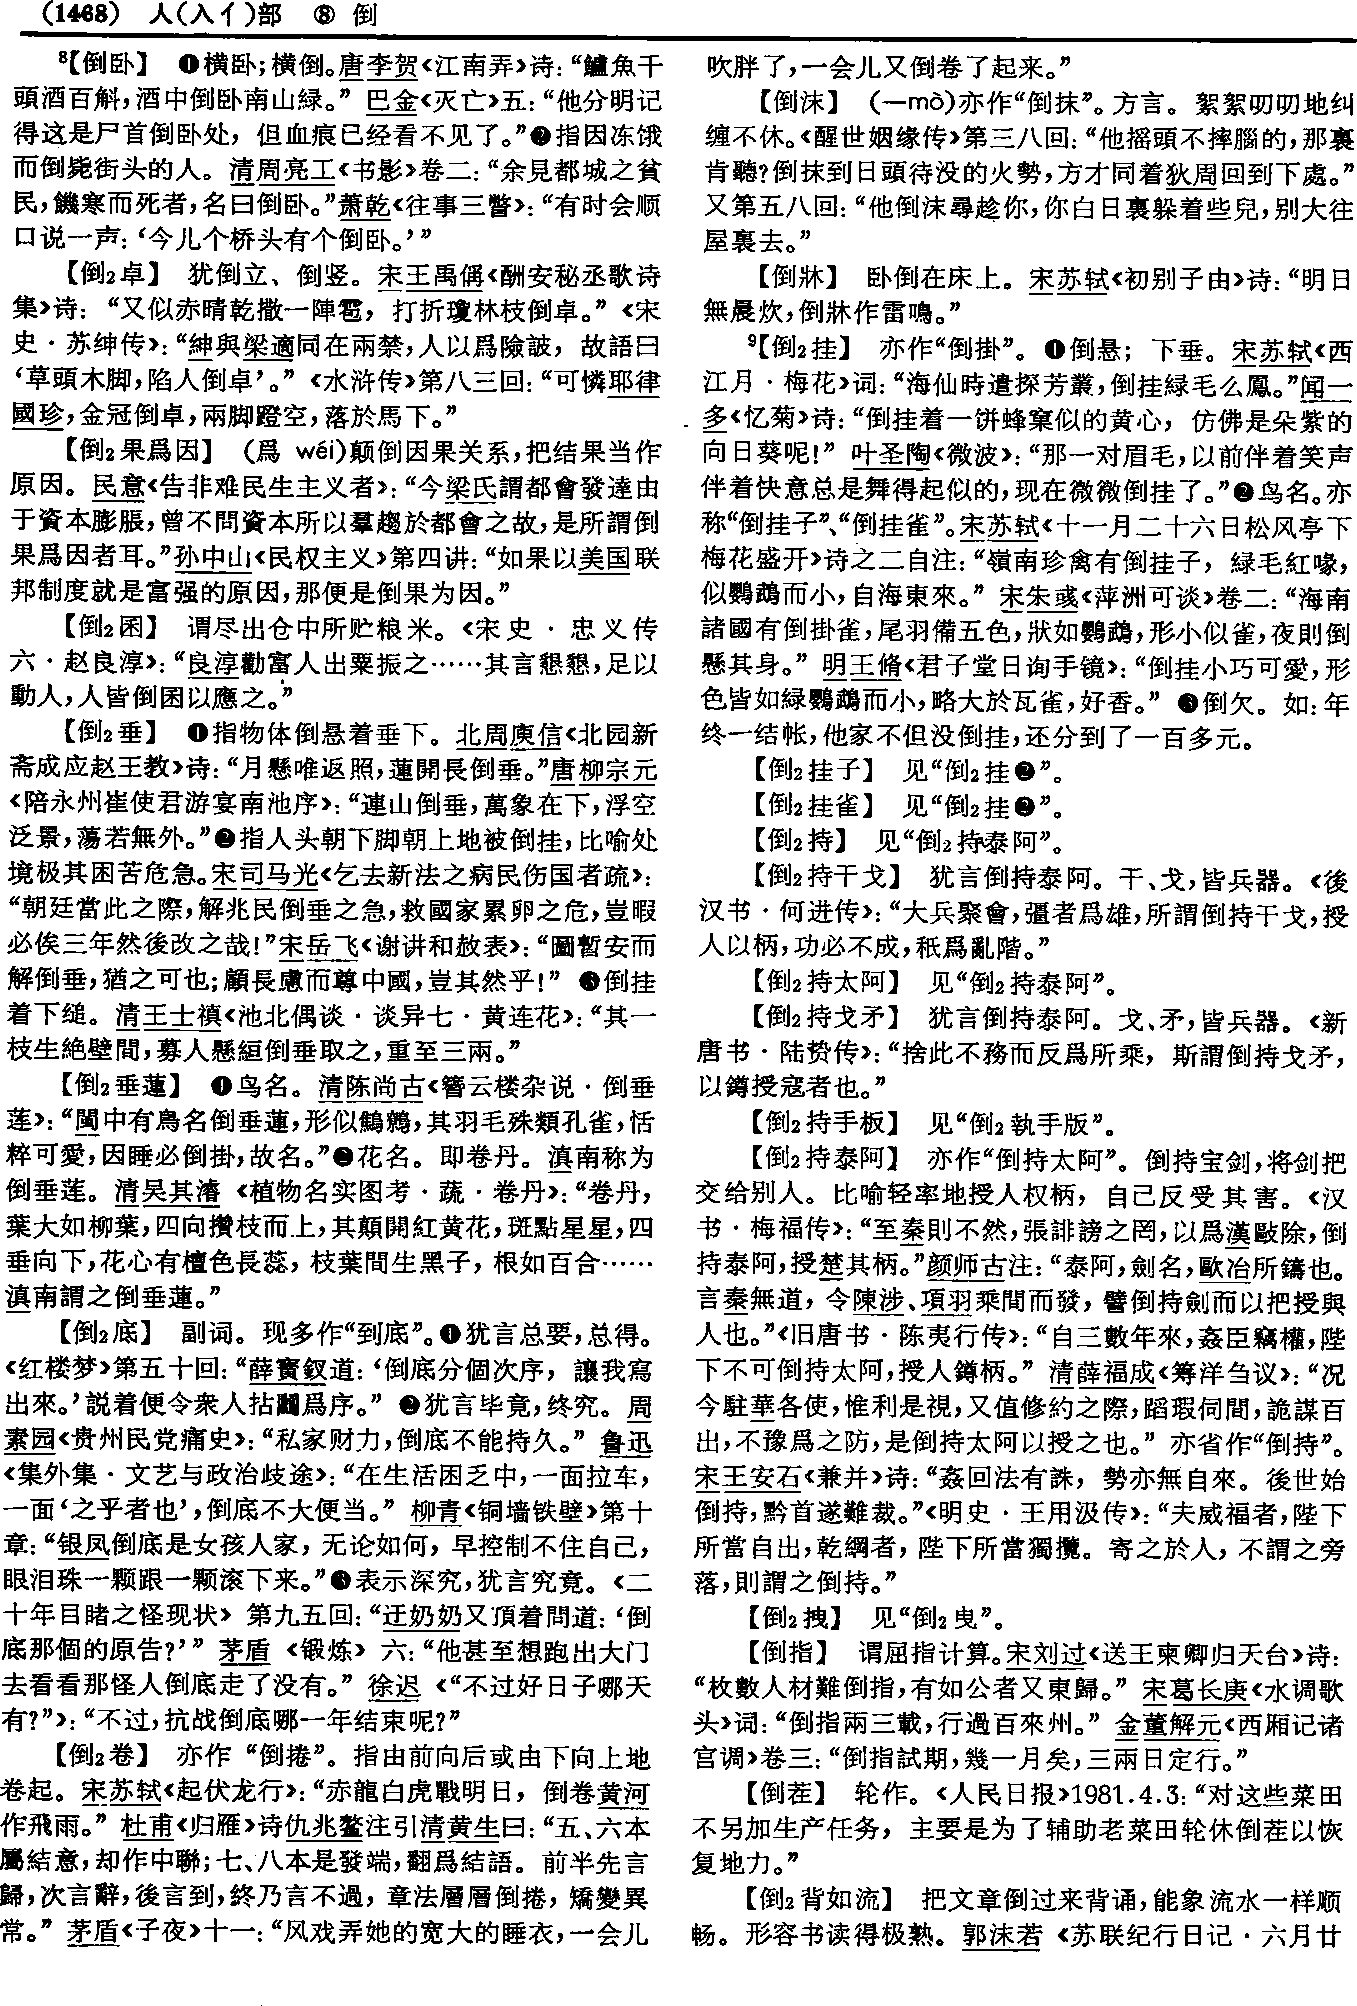 (1468) 人(入亻)部 ⑧ 倒
⁸【倒卧】 ❶横卧；横倒。唐李贺《江南弄》诗：“鱸魚千
頭酒百斛，酒中倒卧南山緑。” 巴金《灭亡》五：“他分明记
得这是尸首倒卧处，但血痕已经看不见了。”❷指因冻饿
而倒毙街头的人。清周亮工《书影》卷二：“余見都城之貧
民，饑寒而死者，名曰倒卧。”萧乾《往事三瞥》：“有时会顺
口说一声：‘今儿个桥头有个倒卧。’”
【倒₂卓】 犹倒立、倒竖。宋王禹偁《酬安秘丞歌诗
集》诗：“又似赤晴乾撒一陣雹，打折瓊林枝倒卓。”《宋
史·苏绅传》：“紳與梁適同在兩禁，人以爲險詖，故語曰
‘草頭木脚，陷人倒卓’。”《水浒传》第八三回：“可憐耶律
國珍，金冠倒卓，兩脚蹬空，落於馬下。”
【倒₂果爲因】 (爲 wéi)颠倒因果关系，把结果当作
原因。民意《告非难民生主义者》：“今梁氏謂都會發達由
于資本膨脹，曾不問資本所以羣趨於都會之故，是所謂倒
果爲因者耳。”孙中山《民权主义》第四讲：“如果以美国联
邦制度就是富强的原因，那便是倒果为因。”
【倒₂囷】 谓尽出仓中所贮粮米。《宋史·忠义传
六·赵良淳》：“良淳勸富人出粟振之……其言懇懇，足以
動人，人皆倒囷以應之。”
【倒₂垂】 ❶指物体倒悬着垂下。北周庾信《北园新
斋成应赵王教》诗：“月懸唯返照，蓮開長倒垂。”唐柳宗元
《陪永州崔使君游宴南池序》：“連山倒垂，萬象在下，浮空
泛景，蕩若無外。”❷指人头朝下脚朝上地被倒挂，比喻处
境极其困苦危急。宋司马光《乞去新法之病民伤国者疏》：
“朝廷當此之際，解兆民倒垂之急，救國家累卵之危，豈暇
必俟三年然後改之哉！”宋岳飞《谢讲和赦表》：“圖暫安而
解倒垂，猶之可也；顧長慮而尊中國，豈其然乎！” ❸倒挂
着下缒。清王士禛《池北偶谈·谈异七·黄连花》：“其一
枝生絶壁間，募人懸絙倒垂取之，重至三兩。”
【倒₂垂蓮】 ❶鸟名。清陈尚古《簪云楼杂说·倒垂
莲》：“閩中有鳥名倒垂蓮，形似鷦鷯，其羽毛殊類孔雀，恬
粹可愛，因睡必倒掛，故名。”❷花名。即卷丹。滇南称为
倒垂莲。清吴其濬《植物名实图考·蔬·卷丹》：“卷丹，
葉大如柳葉，四向攢枝而上，其顛開紅黄花，斑點星星，四
垂向下，花心有檀色長蕊，枝葉間生黑子，根如百合……
滇南謂之倒垂蓮。”
【倒₂底】 副词。现多作“到底”。❶犹言总要，总得。
《红楼梦》第五十回：“薛寶釵道：‘倒底分個次序，讓我寫
出來。’説着便令衆人拈鬮爲序。” ❷犹言毕竟，终究。周
素园《贵州民党痛史》：“私家财力，倒底不能持久。” 鲁迅
《集外集·文艺与政治歧途》：“在生活困乏中，一面拉车，
一面‘之乎者也’，倒底不大便当。” 柳青《铜墙铁壁》第十
章：“银凤倒底是女孩人家，无论如何，早控制不住自己，
眼泪珠一颗跟一颗滚下来。”❸表示深究，犹言究竟。《二
十年目睹之怪现状》第九五回：“迂奶奶又頂着問道：‘倒
底那個的原告？’” 茅盾《锻炼》六：“他甚至想跑出大门
去看看那怪人倒底走了没有。” 徐迟《“不过好日子哪天
有？”》：“不过，抗战倒底哪一年结束呢？”
【倒₂卷】 亦作“倒捲”。指由前向后或由下向上地
卷起。宋苏轼《起伏龙行》：“赤龍白虎戰明日，倒卷黄河
作飛雨。” 杜甫《归雁》诗仇兆鳌注引清黄生曰：“五、六本
屬結意，却作中聯；七、八本是發端，翻爲結語。前半先言
歸，次言辭，後言到，終乃言不過，章法層層倒捲，矯變異
常。” 茅盾《子夜》十一：“风戏弄她的宽大的睡衣，一会儿
吹胖了，一会儿又倒卷了起来。”
【倒沫】 (—mò)亦作“倒抹”。方言。絮絮叨叨地纠
缠不休。《醒世姻缘传》第三八回：“他摇頭不摔腦的，那裏
肯聽？倒抹到日頭待没的火勢，方才同着狄周回到下處。”
又第五八回：“他倒沫尋趁你，你白日裏躲着些兒，别大往
屋裏去。”
【倒牀】 卧倒在床上。宋苏轼《初别子由》诗：“明日
無晨炊，倒牀作雷鳴。”
⁹【倒₂挂】 亦作“倒掛”。❶倒悬；下垂。宋苏轼《西
江月·梅花》词：“海仙時遣探芳叢，倒挂緑毛么鳳。”闻一
多《忆菊》诗：“倒挂着一饼蜂窠似的黄心，仿佛是朵紫的
向日葵呢！” 叶圣陶《微波》：“那一对眉毛，以前伴着笑声
伴着快意总是舞得起似的，现在微微倒挂了。”❷鸟名。亦
称“倒挂子”、“倒挂雀”。宋苏轼《十一月二十六日松风亭下
梅花盛开》诗之二自注：“嶺南珍禽有倒挂子，緑毛紅喙，
似鸚鵡而小，自海東來。” 宋朱彧《萍洲可谈》卷二：“海南
諸國有倒掛雀，尾羽備五色，狀如鸚鵡，形小似雀，夜則倒
懸其身。” 明王脩《君子堂日询手镜》：“倒挂小巧可愛，形
色皆如緑鸚鵡而小，略大於瓦雀，好香。” ❸倒欠。如：年
终一结帐，他家不但没倒挂，还分到了一百多元。
【倒₂挂子】 见“倒₂挂❷”。
【倒₂挂雀】 见“倒₂挂❷”。
【倒₂持】 见“倒₂持泰阿”。
【倒₂持干戈】 犹言倒持泰阿。干、戈，皆兵器。《後
汉书·何进传》：“大兵聚會，彊者爲雄，所謂倒持干戈，授
人以柄，功必不成，秖爲亂階。”
【倒₂持太阿】 见“倒₂持泰阿”。
【倒₂持戈矛】 犹言倒持泰阿。戈、矛，皆兵器。《新
唐书·陆贽传》：“捨此不務而反爲所乘，斯謂倒持戈矛，
以鐏授寇者也。”
【倒₂持手板】 见“倒₂執手版”。
【倒₂持泰阿】 亦作“倒持太阿”。倒持宝剑，将剑把
交给别人。比喻轻率地授人权柄，自己反受其害。《汉
书·梅福传》：“至秦則不然，張誹謗之罔，以爲漢敺除，倒
持泰阿，授楚其柄。”颜师古注：“泰阿，劍名，歐冶所鑄也。
言秦無道，令陳涉、項羽乘間而發，譬倒持劍而以把授與
人也。”《旧唐书·陈夷行传》：“自三數年來，姦臣竊權，陛
下不可倒持太阿，授人鐏柄。” 清薛福成《筹洋刍议》：“况
今駐華各使，惟利是視，又值修約之際，蹈瑕伺間，詭謀百
出，不豫爲之防，是倒持太阿以授之也。” 亦省作“倒持”。
宋王安石《兼并》诗：“姦回法有誅，勢亦無自來。後世始
倒持，黔首遂難裁。”《明史·王用汲传》：“夫威福者，陛下
所當自出，乾綱者，陛下所當獨攬。寄之於人，不謂之旁
落，則謂之倒持。”
【倒₂拽】 见“倒₂曳”。
【倒指】 谓屈指计算。宋刘过《送王柬卿归天台》诗：
“枚數人材難倒指，有如公者又東歸。” 宋葛长庚《水调歌
头》词：“倒指兩三載，行過百來州。” 金董解元《西厢记诸
宫调》卷三：“倒指試期，幾一月矣，三兩日定行。”
【倒茬】 轮作。《人民日报》1981.4.3：“对这些菜田
不另加生产任务，主要是为了辅助老菜田轮休倒茬以恢
复地力。”
【倒₂背如流】 把文章倒过来背诵，能象流水一样顺
畅。形容书读得极熟。郭沫若《苏联纪行日记·六月廿